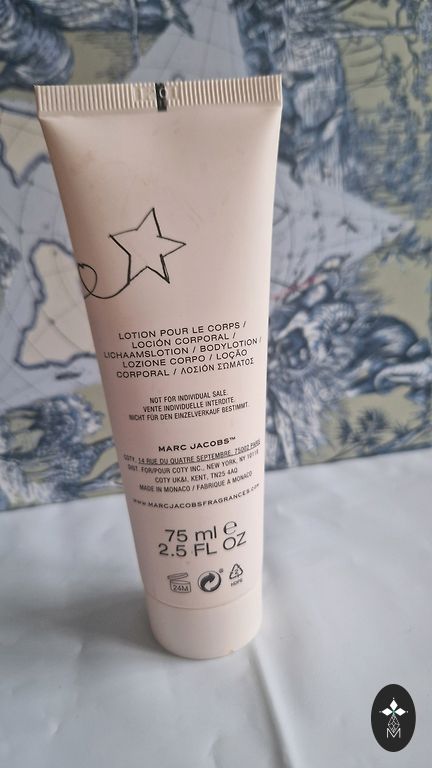 LOTION POUR LE CORPS /
LOCIÓN CORPORAL /
LICHAAMSLOTION / BODYLOTION /
LOZIONE CORPO / LOÇÃO
CORPORAL / ΛΟΣΙΟΝ ΣΩΜΑΤΟΣ
NOT FOR INDIVIDUAL SALE.
VENTE INDIVIDUELLE INTERDITE.
NICHT FÜR DEN EINZELVERKAUF BESTIMMT.
MARC JACOBS™
COTY, 14 RUE DU QUATRE SEPTEMBRE, 75002 PARIS
DIST. FOR/POUR COTY INC., NEW YORK, NY 10118
COTY UK&I, KENT, TN25 4AQ
MADE IN MONACO / FABRIQUÉ À MONACO
WWW.MARCJACOBSFRAGRANCES.COM
75 ml e
2.5 FL OZ
24M
2
HDPE
M